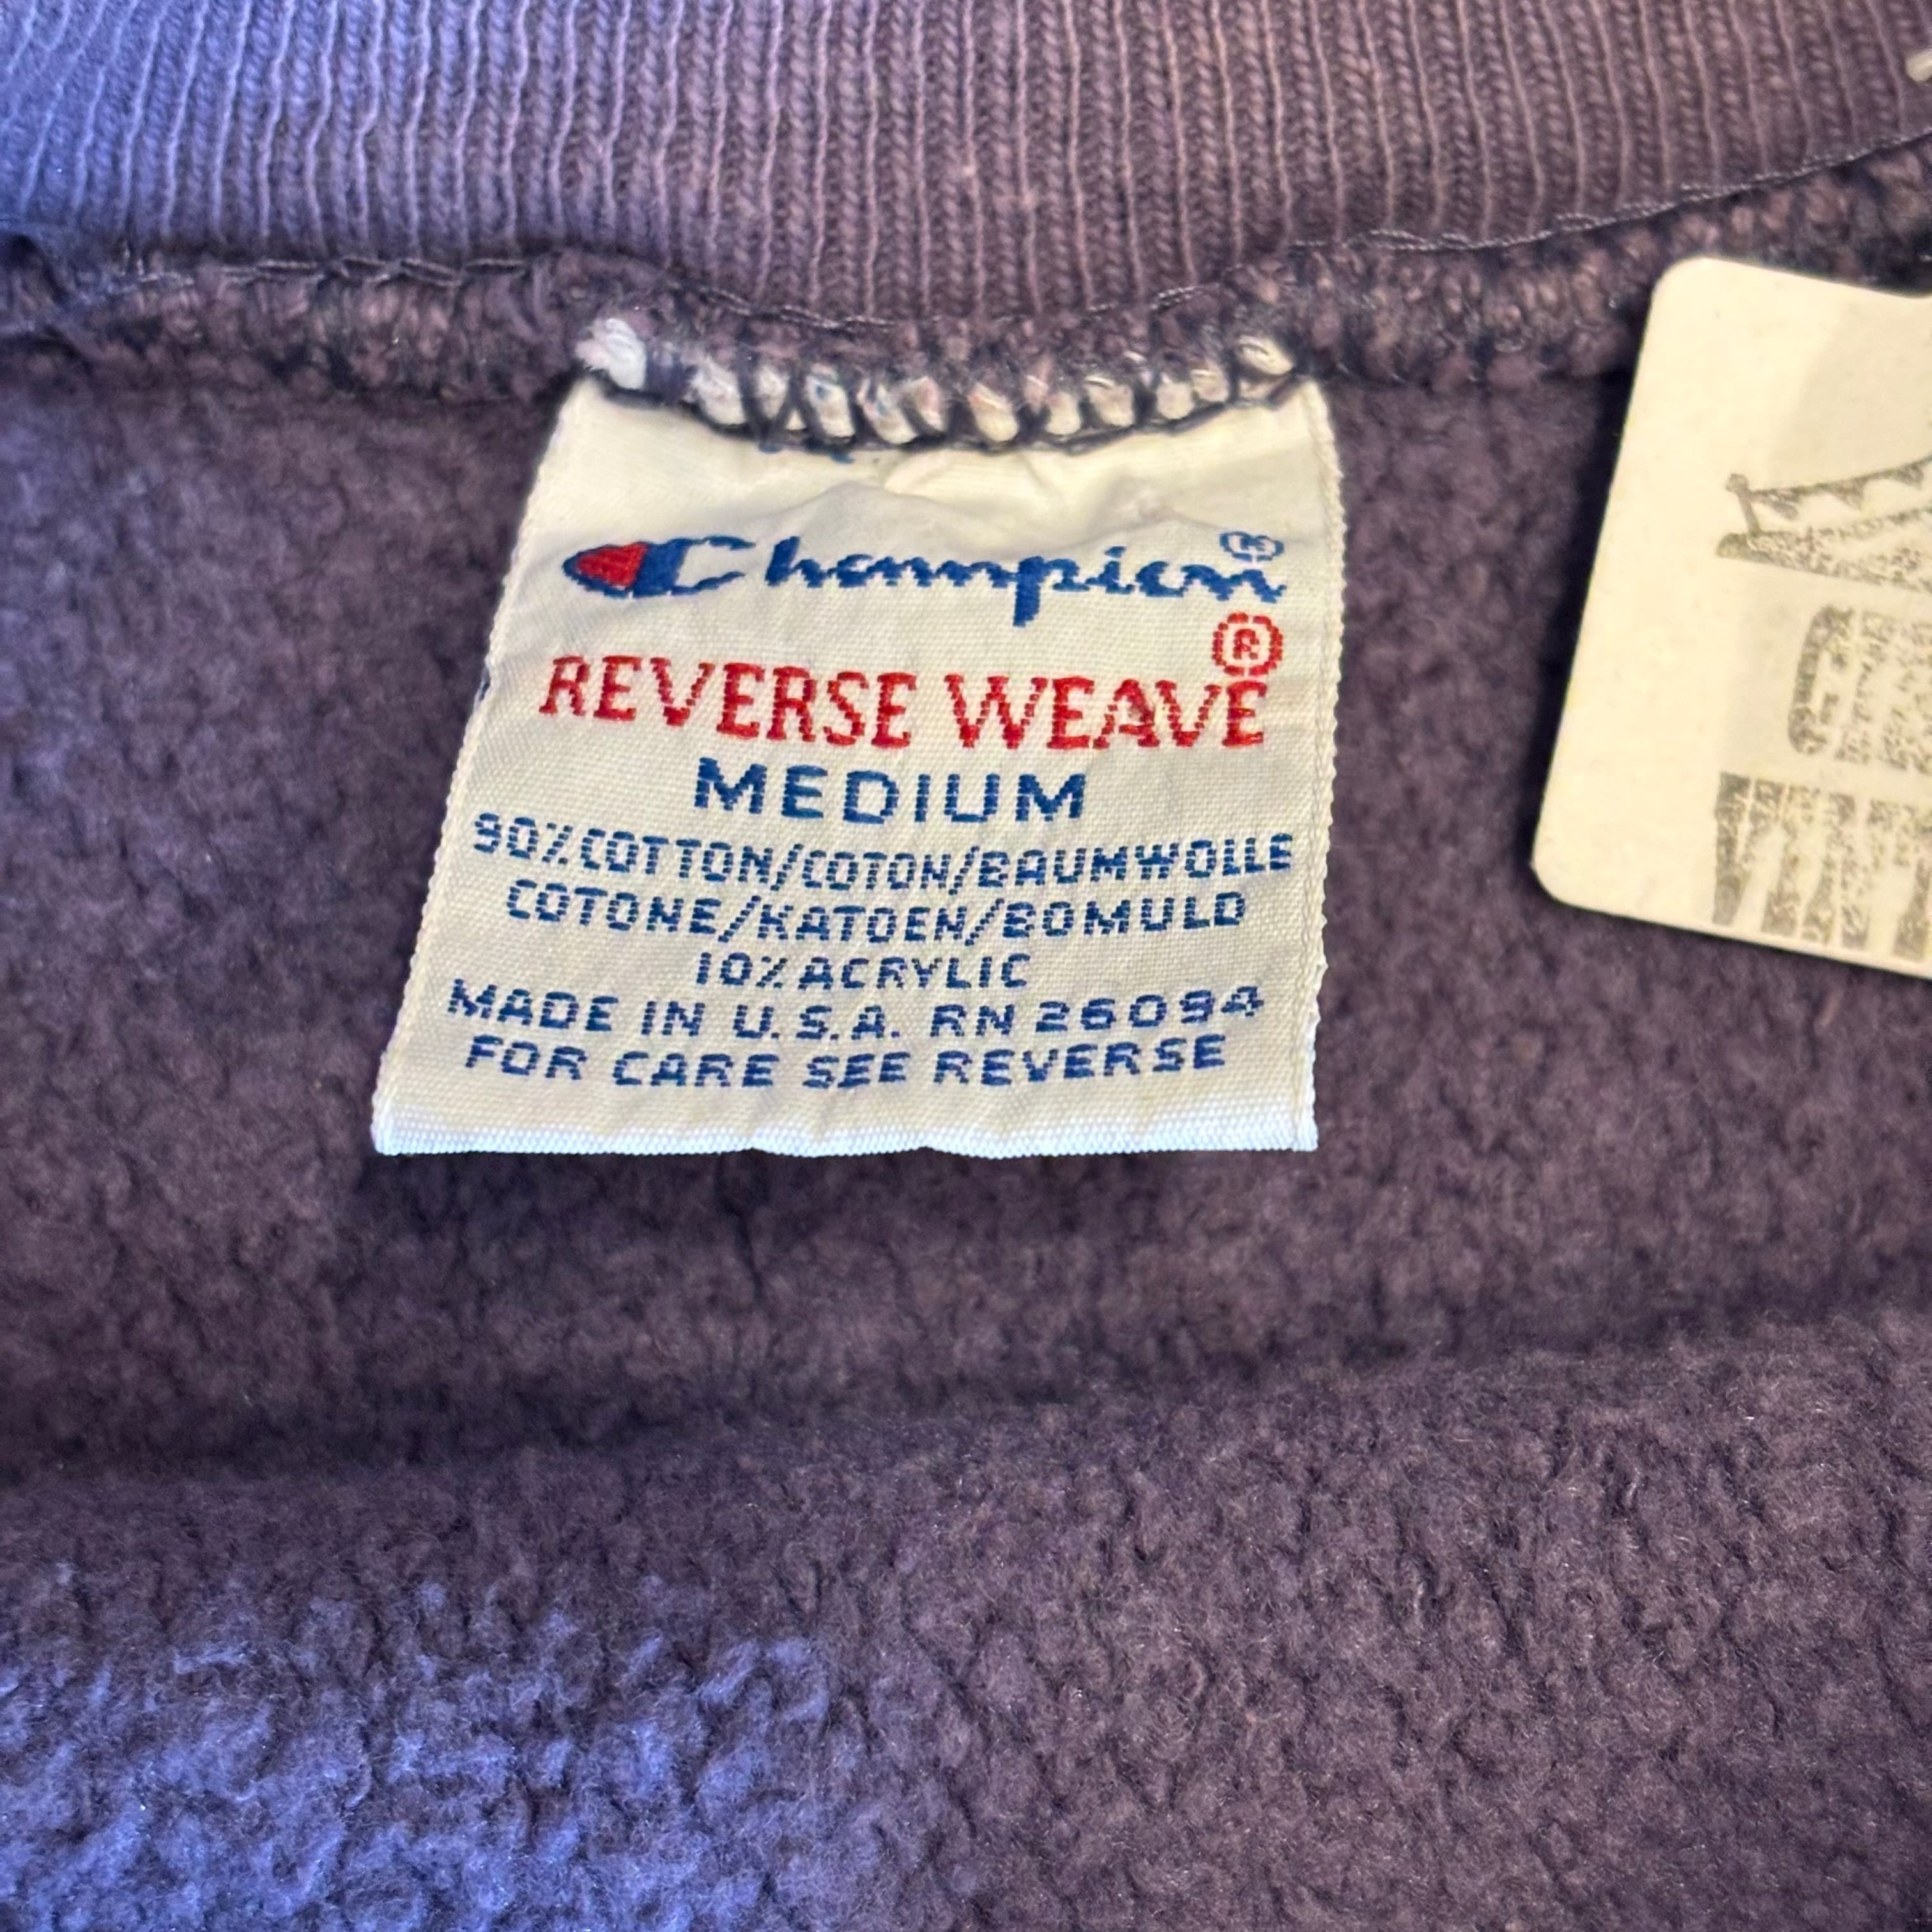 Champion®
REVERSE WEAVE®
MEDIUM
90% COTTON/COTON/BAUMWOLLE
COTONE/KATOEN/BOMULD
10% ACRYLIC
MADE IN U.S.A. RN 26094
FOR CARE SEE REVERSE